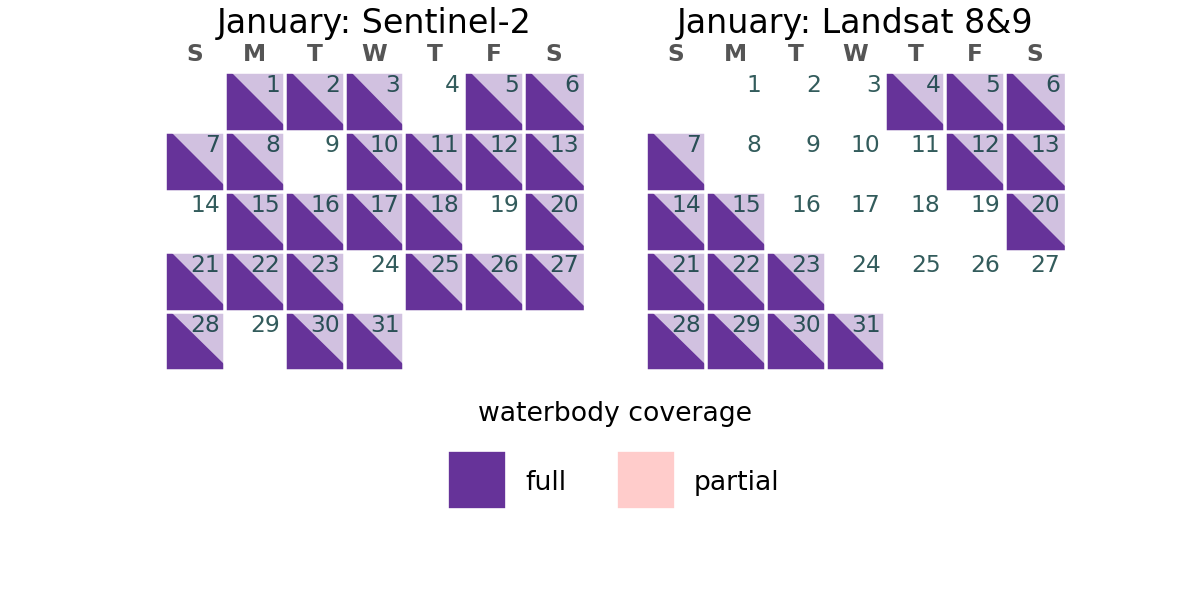 January: Sentinel-2
S M T W T F S
1 2 3 4 5 6
7 8 9 10 11 12 13
14 15 16 17 18 19 20
21 22 23 24 25 26 27
28 29 30 31
January: Landsat 8&9
S M T W T F S
1 2 3 4 5 6
7 8 9 10 11 12 13
14 15 16 17 18 19 20
21 22 23 24 25 26 27
28 29 30 31
waterbody coverage
full partial